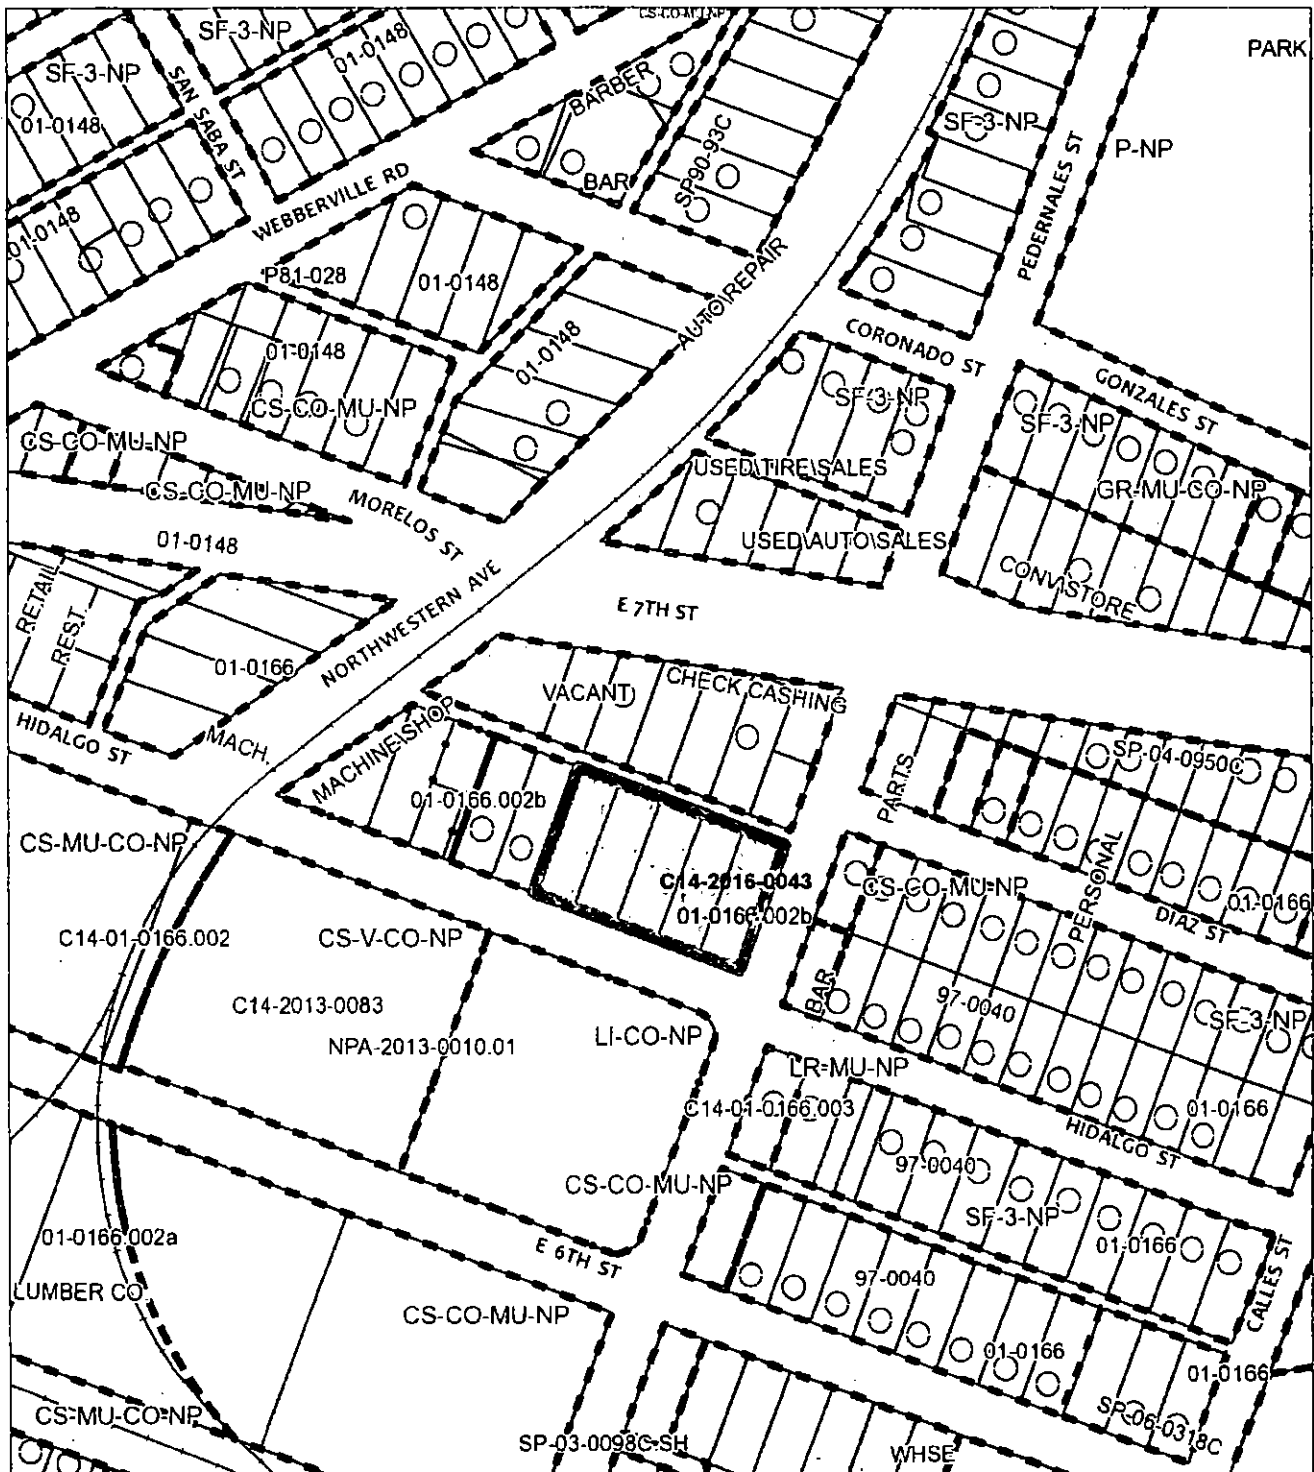 CS-CO-MU-NP
SF-3-NP
01-0148
PARK
SF-3-NP
SAN SABA ST
BARBER
01-0148
SP90-93C
SF-3-NP
PEDERNALES ST
P-NP
BAR
WEBBERVILLE RD
01-0148
P81-028
01-0148
AUTO REPAIR
CORONADO ST
01-0148
01-0148
GONZALES ST
SF-3-NP
CS-CO-MU-NP
SF-3-NP
CS-CO-MU-NP
USED TIRE SALES
CS-CO-MU-NP
MORELOS ST
GR-MU-CO-NP
01-0148
USED AUTO SALES
CONV STORE
RETAIL
REST.
NORTHWESTERN AVE
E 7TH ST
01-0166
VACANT
CHECK CASHING
HIDALGO ST
MACH.
MACHINE SHOP
SP-04-0950C
PARTS
01-0166.002b
CS-MU-CO-NP
C14-2016-0043
CS-CO-MU-NP
PERSONAL
01-0166
01-0166.002b
DIAZ ST
C14-01-0166.002
CS-V-CO-NP
BAR
97-0040
C14-2013-0083
SF-3-NP
NPA-2013-0010.01
LI-CO-NP
LR-MU-NP
C14-01-0166.003
01-0166
HIDALGO ST
97-0040
CS-CO-MU-NP
SF-3-NP
01-0166.002a
01-0166
E 6TH ST
CALLES ST
97-0040
LUMBER CO.
CS-CO-MU-NP
01-0166
01-0166
CS-MU-CO-NP
SP-06-0318C
SP-03-0098C.SH
WHSE